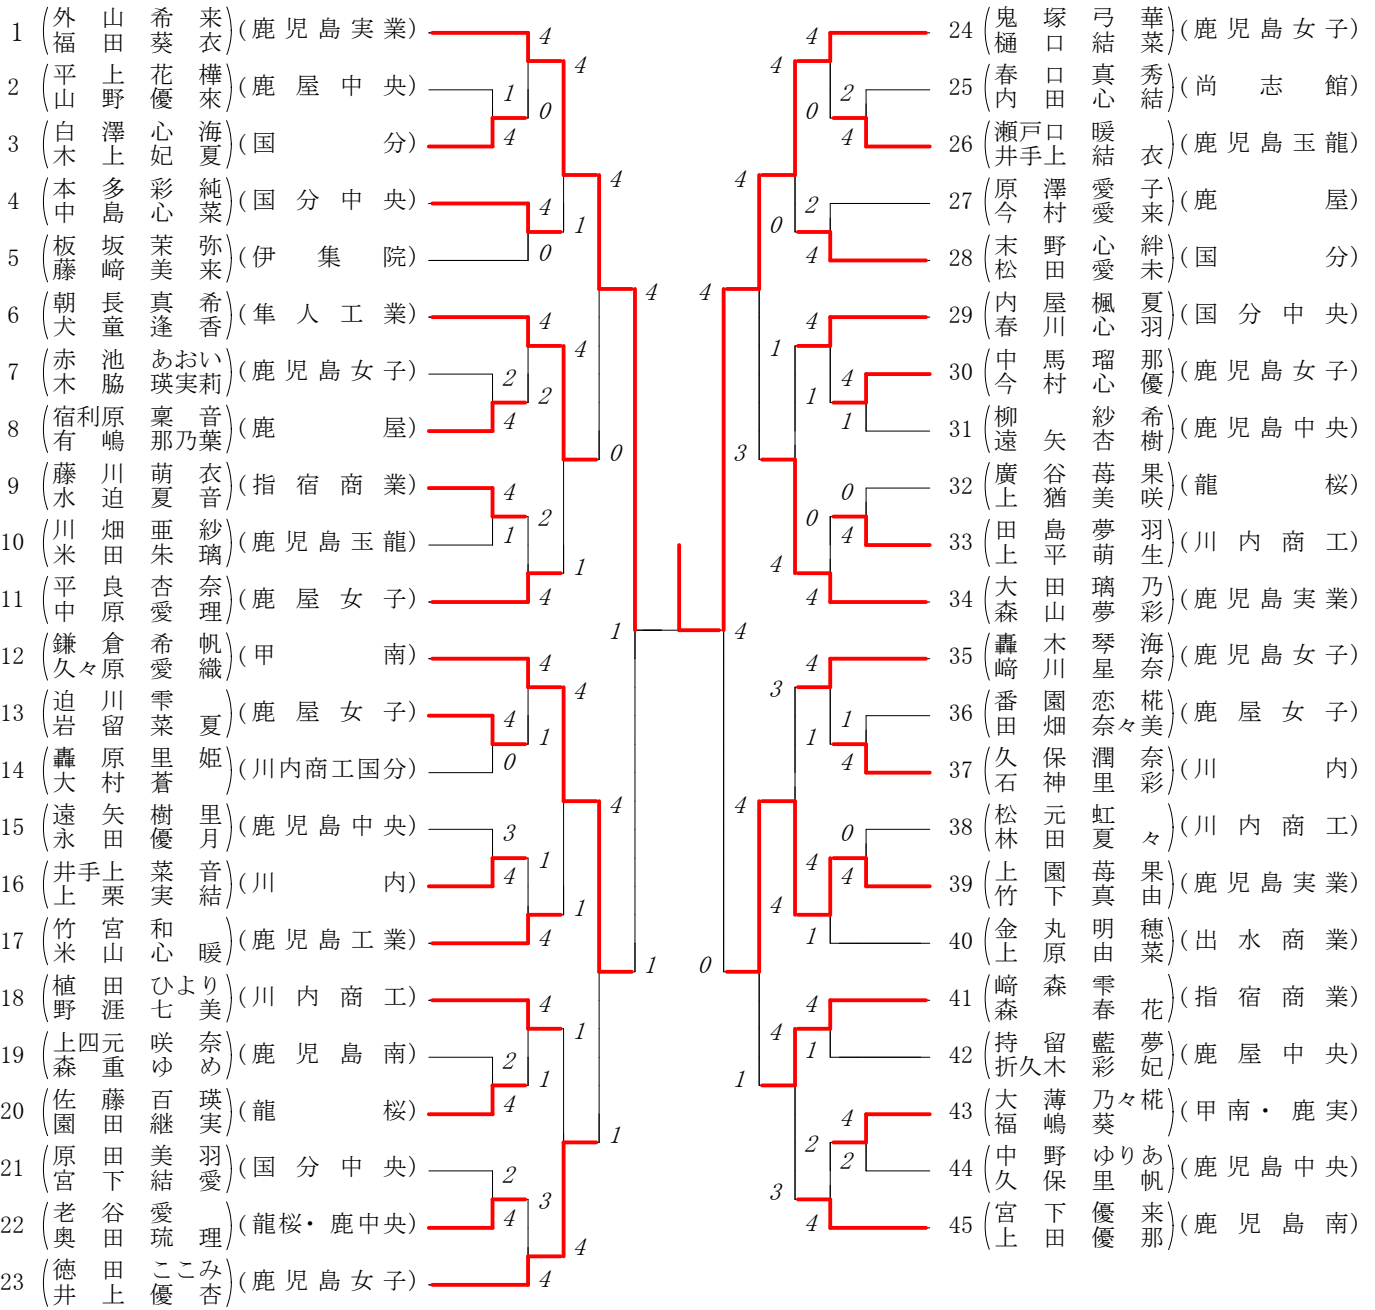 1 (外山希来 福田葵衣) (鹿児島実業)
2 (平上花樺 山野優來) (鹿屋中央)
3 (白澤心海 木上妃夏) (国分)
4 (本多彩純 中島心菜) (国分中央)
5 (板坂茉弥 藤﨑美来) (伊集院)
6 (朝長真希 犬童逢香) (隼人工業)
7 (赤池あおい 木脇瑛実莉) (鹿児島女子)
8 (宿利原稟音 有嶋那乃葉) (鹿屋)
9 (藤川萌衣 水迫夏音) (指宿商業)
10 (川畑亜紗 米田朱璃) (鹿児島玉龍)
11 (平良杏奈 中原愛理) (鹿屋女子)
12 (鎌倉希帆 久々原愛織) (甲南)
13 (迫川雫 岩留菜夏) (鹿屋女子)
14 (轟原里姫 大村蒼) (川内商工国分)
15 (遠矢樹里 永田優月) (鹿児島中央)
16 (井手上菜音 上栗実結) (川内)
17 (竹宮和 米山心暖) (鹿児島工業)
18 (植田ひより 野涯七美) (川内商工)
19 (上四元咲奈 森重ゆめ) (鹿児島南)
20 (佐藤百瑛 園田継実) (龍桜)
21 (原田美羽 宮下結愛) (国分中央)
22 (老谷愛 奥田琉理) (龍桜・鹿中央)
23 (徳田ここみ 井上優杏) (鹿児島女子)
4
1
4
0
4
4
0
1
4
4
2
4
2
4
4
1
2
4
1
0
4
4
4
0
1
4
3
4
1
4
1
4
4
2
4
1
1
2
4
3
4
4
1
1
1
4
4
2
4
0
4
2
4
0
4
4
4
1
1
1
0
4
0
4
4
3
4
4
1
4
1
3
0
4
4
1
4
4
0
4
1
4
4
2
2
4
3
1
24 (鬼塚弓華 樋口結菜) (鹿児島女子)
25 (春口真秀 内田心結) (尚志館)
26 (瀬戸口暖 井手上結衣) (鹿児島玉龍)
27 (原澤愛子 今村愛来) (鹿屋)
28 (末野心絆 松田愛未) (国分)
29 (内屋楓夏 春川心羽) (国分中央)
30 (中馬瑠那 今村心優) (鹿児島女子)
31 (柳紗希 遠矢杏樹) (鹿児島中央)
32 (廣谷苺果 上猶美咲) (龍桜)
33 (田島夢羽 上平萌生) (川内商工)
34 (大田璃乃 森山夢彩) (鹿児島実業)
35 (轟木琴海 﨑川星奈) (鹿児島女子)
36 (番園恋椛 田畑奈々美) (鹿屋女子)
37 (久保潤奈 石神里彩) (川内)
38 (松元虹 林田夏々) (川内商工)
39 (上園苺果 竹下真由) (鹿児島実業)
40 (金丸明穂 上原由菜) (出水商業)
41 (﨑森雫 森春花) (指宿商業)
42 (持留藍夢 折久木彩妃) (鹿屋中央)
43 (大薄乃々椛 福嶋葵) (甲南・鹿実)
44 (中野ゆりあ 久保里帆) (鹿児島中央)
45 (宮下優来 上田優那) (鹿児島南)